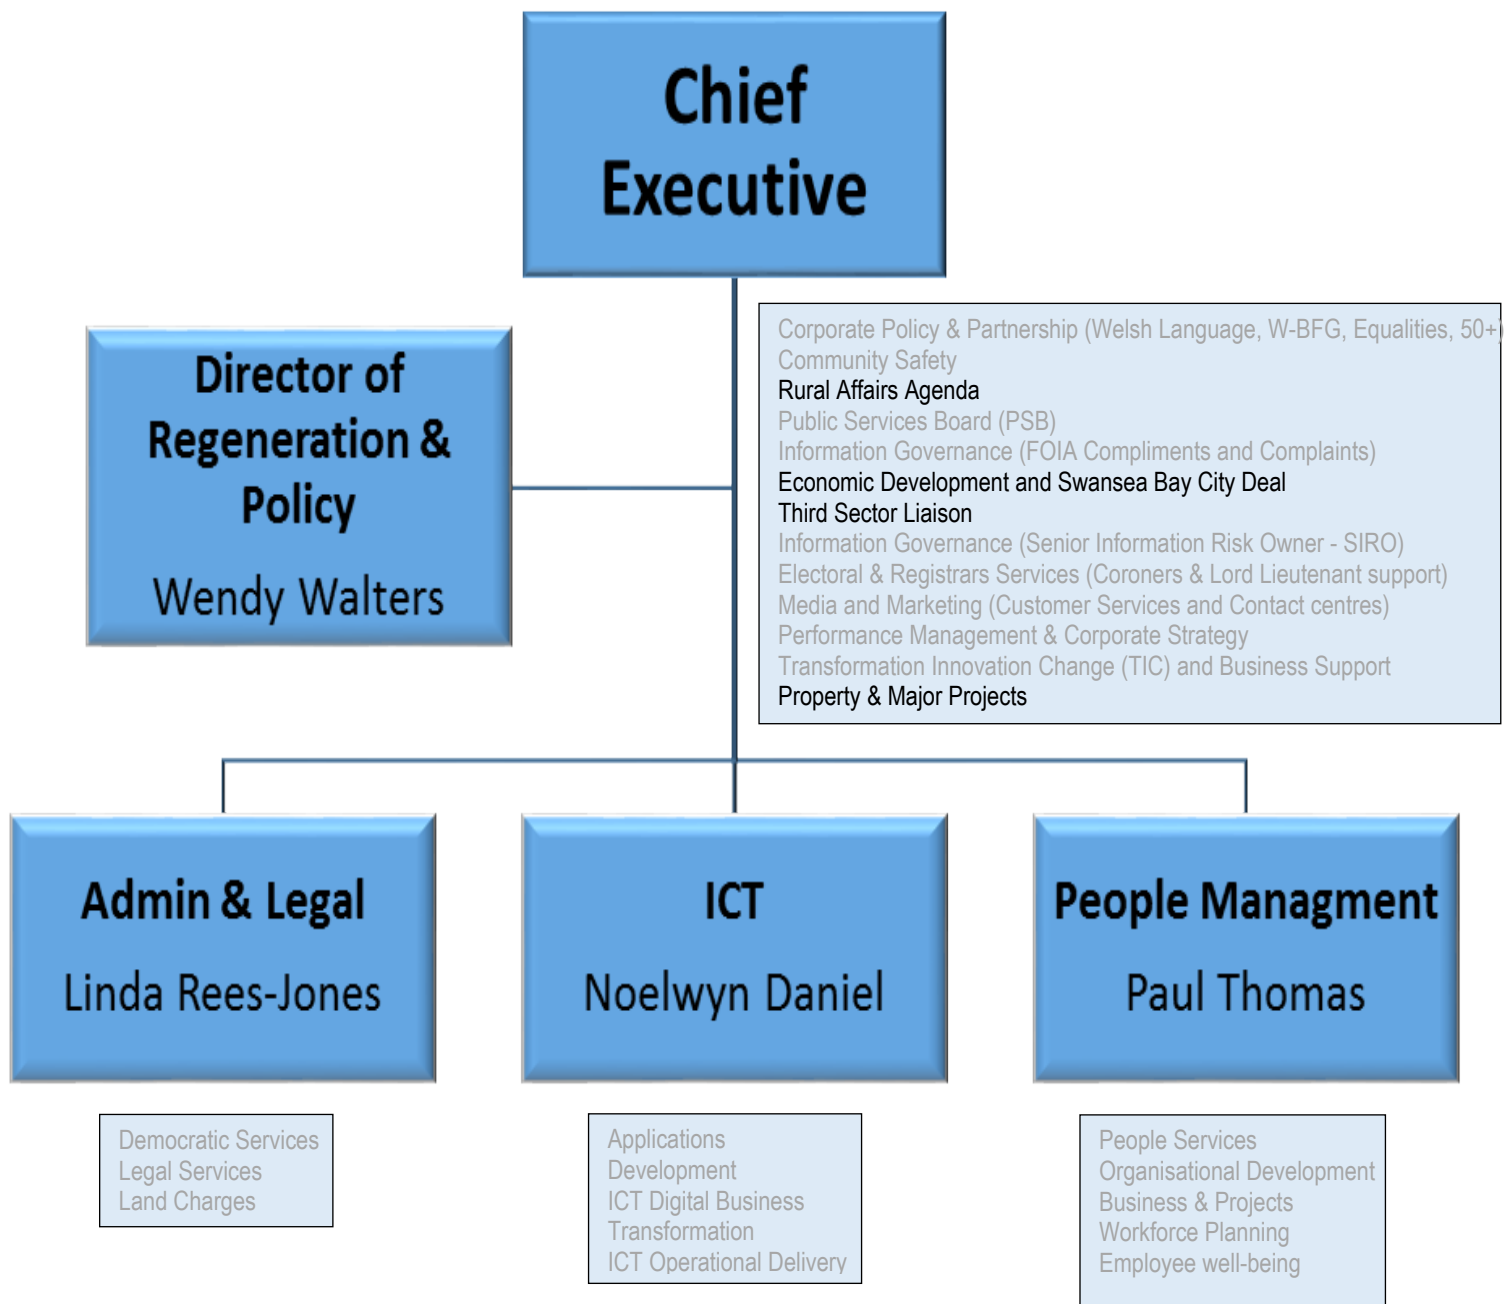 Chief
Executive
Director of
Regeneration &
Policy
Wendy Walters
Corporate Policy & Partnership (Welsh Language, W-BFG, Equalities, 50+)
Community Safety
Rural Affairs Agenda
Public Services Board (PSB)
Information Governance (FOIA Compliments and Complaints)
Economic Development and Swansea Bay City Deal
Third Sector Liaison
Information Governance (Senior Information Risk Owner - SIRO)
Electoral & Registrars Services (Coroners & Lord Lieutenant support)
Media and Marketing (Customer Services and Contact centres)
Performance Management & Corporate Strategy
Transformation Innovation Change (TIC) and Business Support
Property & Major Projects
Admin & Legal
Linda Rees-Jones
ICT
Noelwyn Daniel
People Managment
Paul Thomas
Democratic Services
Legal Services
Land Charges
Applications
Development
ICT Digital Business
Transformation
ICT Operational Delivery
People Services
Organisational Development
Business & Projects
Workforce Planning
Employee well-being